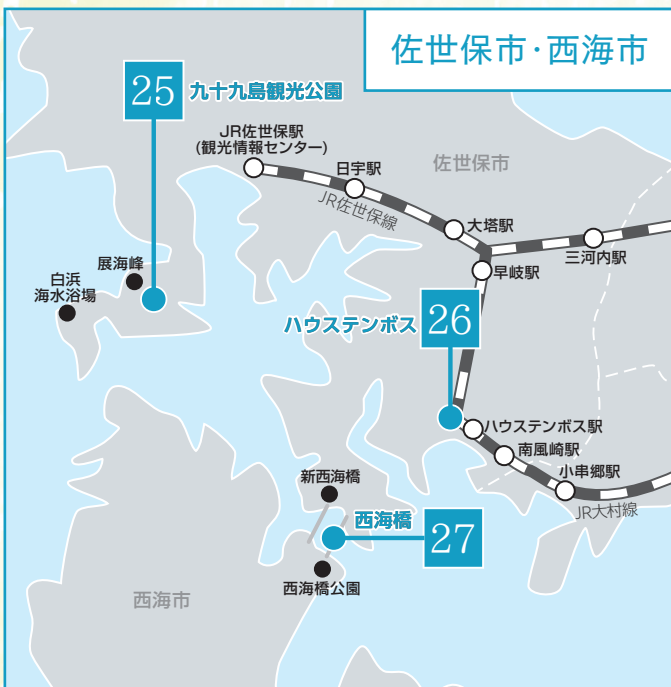 佐世保市・西海市
25
九十九島観光公園
JR佐世保駅
(観光情報センター)
日宇駅
佐世保市
JR佐世保線
大塔駅
三河内駅
早岐駅
展海峰
白浜
海水浴場
ハウステンボス
26
ハウステンボス駅
南風崎駅
小串郷駅
JR大村線
新西海橋
西海橋
27
西海橋公園
西海市